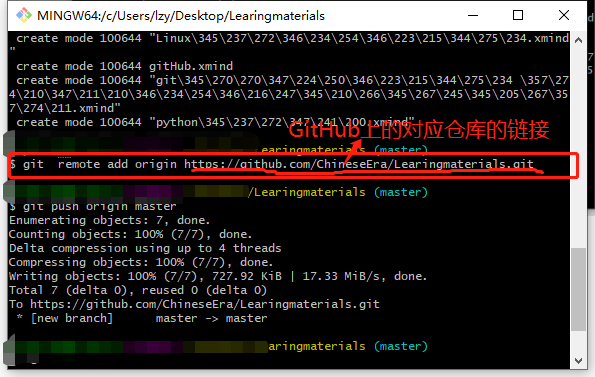 MINGW64:/c/Users/lzy/Desktop/Learingmaterials
create mode 100644 "Linux\345\237\272\346\234\254\346\223\215\344\275\234.xmind
"
create mode 100644 gitHub.xmind
create mode 100644 "git\345\270\270\347\224\250\346\223\215\344\275\234 \357\27
4\210\347\211\210\346\234\254\346\216\247\345\210\266\345\267\245\345\205\267\35
7\274\211.xmind"
create mode 100644 "python\345\237\272\347\241\200.xmind"
GitHub上的对应仓库的链接
aringmaterials (master)
$ git remote add origin https://github.com/ChineseEra/Learingmaterials.git
/Learingmaterials (master)
$ git push origin master
Enumerating objects: 7, done.
Counting objects: 100% (7/7), done.
Delta compression using up to 4 threads
Compressing objects: 100% (7/7), done.
Writing objects: 100% (7/7), 727.92 KiB | 17.33 MiB/s, done.
Total 7 (delta 0), reused 0 (delta 0)
To https://github.com/ChineseEra/Learingmaterials.git
* [new branch] master -> master
aringmaterials (master)